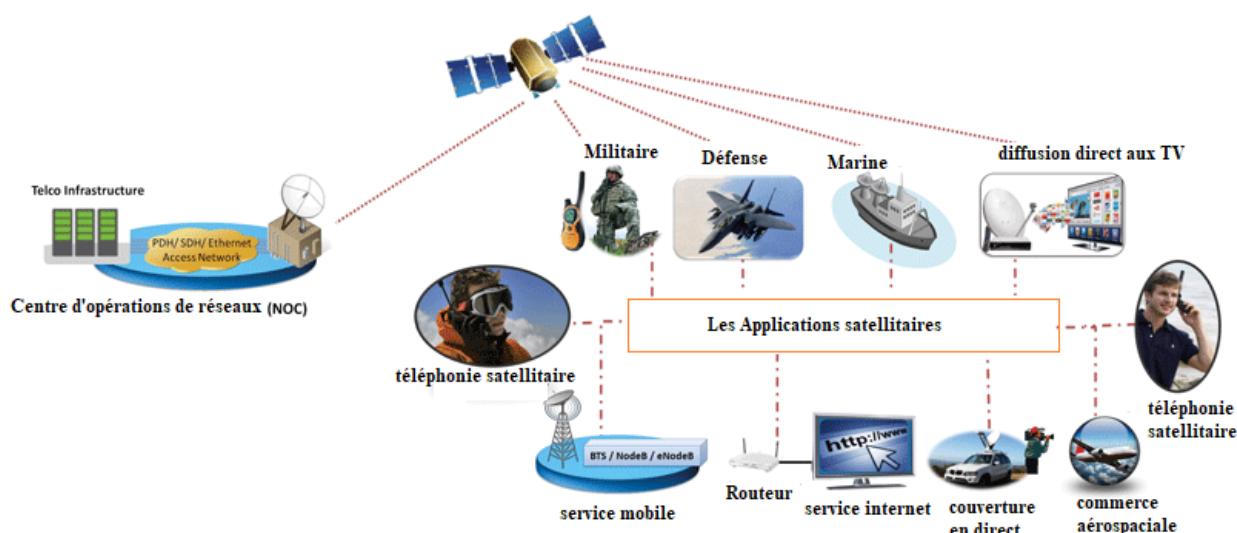 Militaire
Défense
Marine
diffusion direct aux TV
Telco Infrastructure
PDH/ SDH/ Ethernet
Access Network
Centre d'opérations de réseaux (NOC)
Les Applications satellitaires
téléphonie satellitaire
téléphonie
satellitaire
BTS / NodeB / eNodeB
http://www
service mobile
Routeur
service internet
couverture
en direct
commerce
aérospaciale